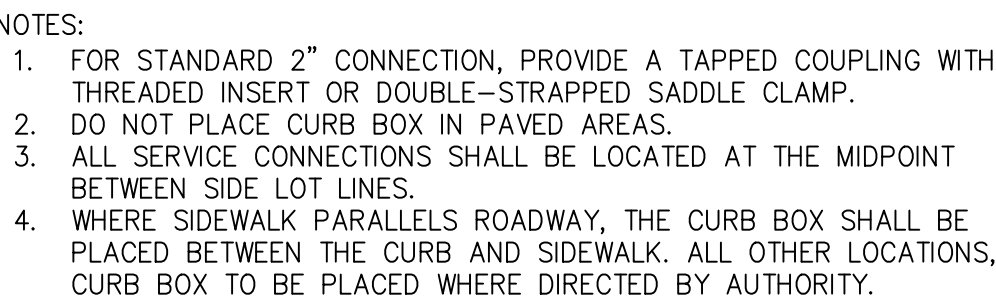 NOTES:
1. FOR STANDARD 2" CONNECTION, PROVIDE A TAPPED COUPLING WITH
THREADED INSERT OR DOUBLE-STRAPPED SADDLE CLAMP.
2. DO NOT PLACE CURB BOX IN PAVED AREAS.
3. ALL SERVICE CONNECTIONS SHALL BE LOCATED AT THE MIDPOINT
BETWEEN SIDE LOT LINES.
4. WHERE SIDEWALK PARALLELS ROADWAY, THE CURB BOX SHALL BE
PLACED BETWEEN THE CURB AND SIDEWALK. ALL OTHER LOCATIONS,
CURB BOX TO BE PLACED WHERE DIRECTED BY AUTHORITY.